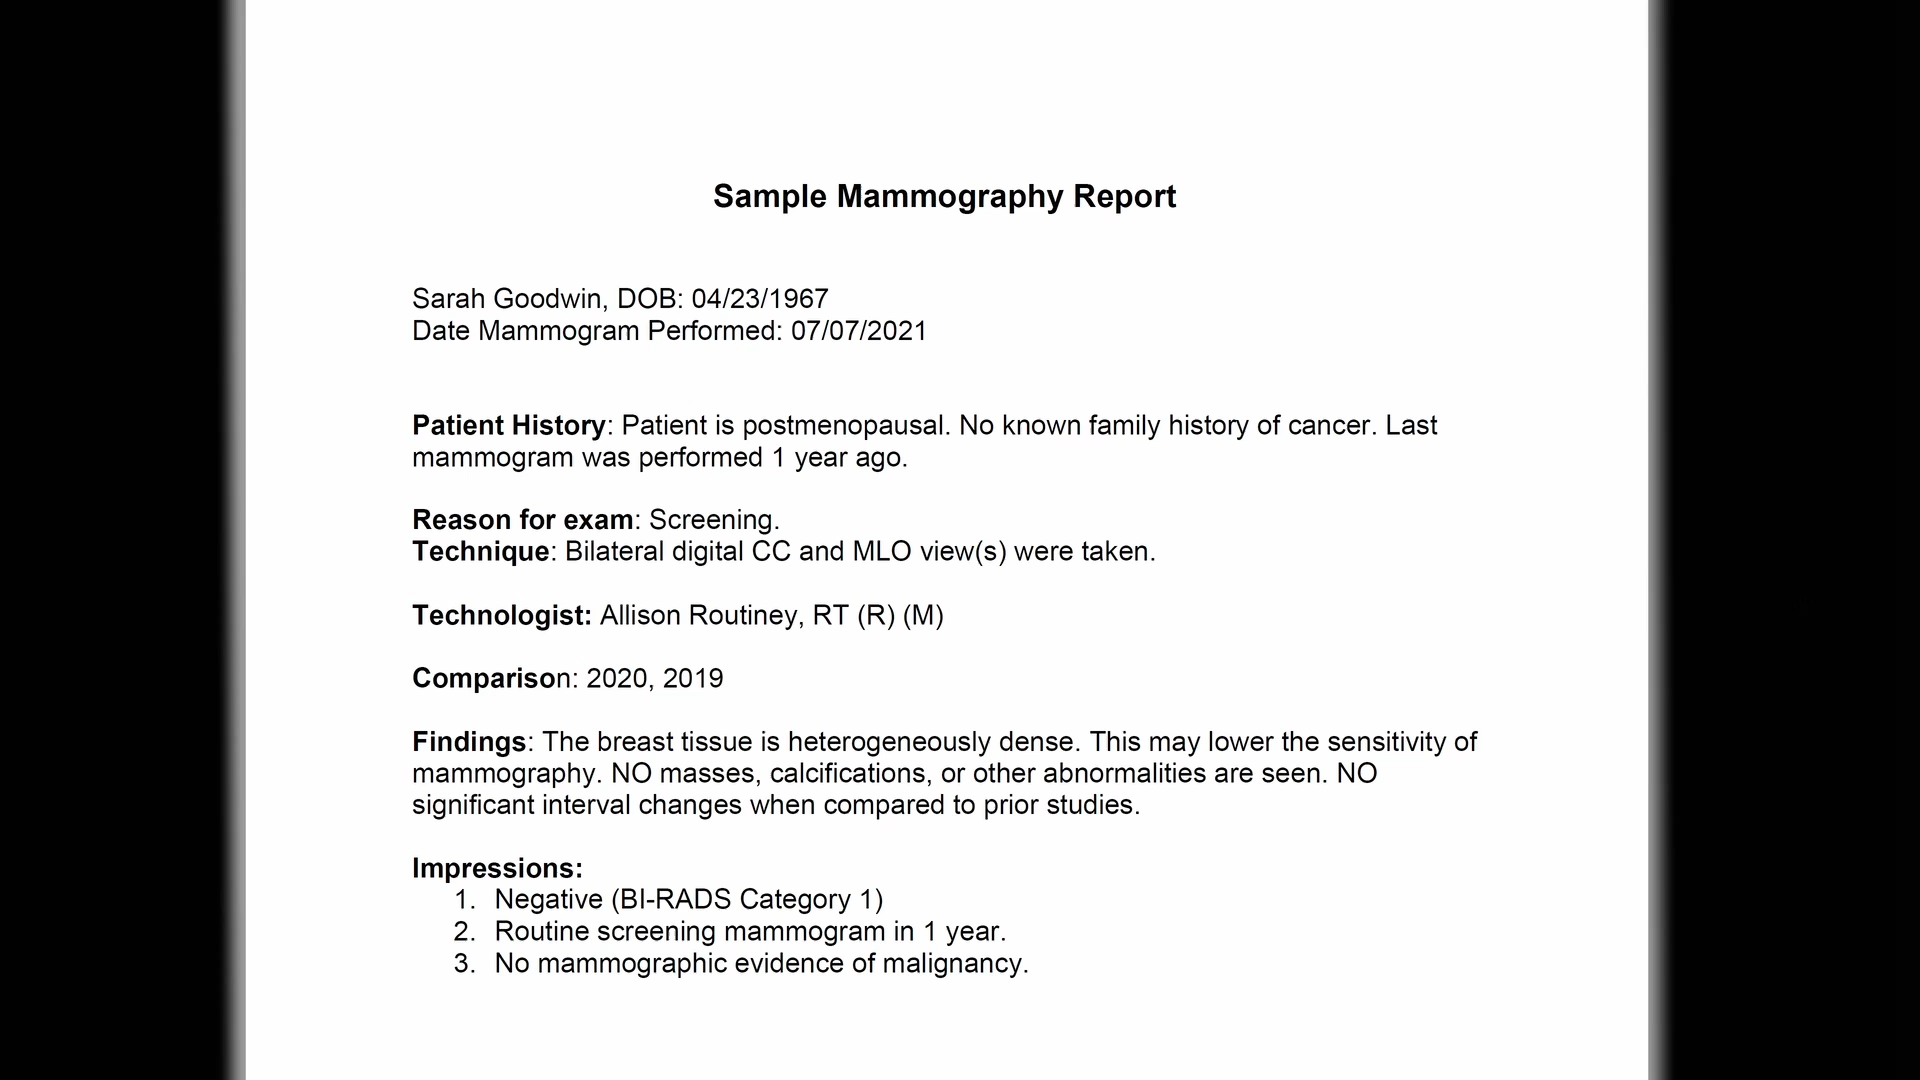 Sample Mammography Report
Sarah Goodwin, DOB: 04/23/1967
Date Mammogram Performed: 07/07/2021
Patient History: Patient is postmenopausal. No known family history of cancer. Last
mammogram was performed 1 year ago.
Reason for exam: Screening.
Technique: Bilateral digital CC and MLO view(s) were taken.
Technologist: Allison Routiney, RT (R) (M)
Comparison: 2020, 2019
Findings: The breast tissue is heterogeneously dense. This may lower the sensitivity of
mammography. NO masses, calcifications, or other abnormalities are seen. NO
significant interval changes when compared to prior studies.
Impressions:
1. Negative (BI-RADS Category 1)
2. Routine screening mammogram in 1 year.
3. No mammographic evidence of malignancy.